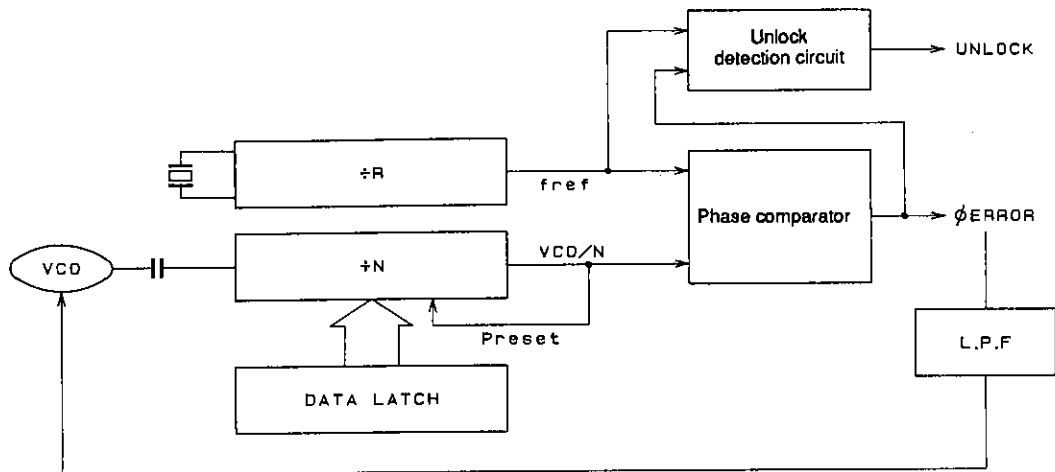 Unlock
detection circuit
UNLOCK
÷R
fref
Phase comparator
φERROR
VCO
÷N
VCO/N
Preset
L.P.F
DATA LATCH